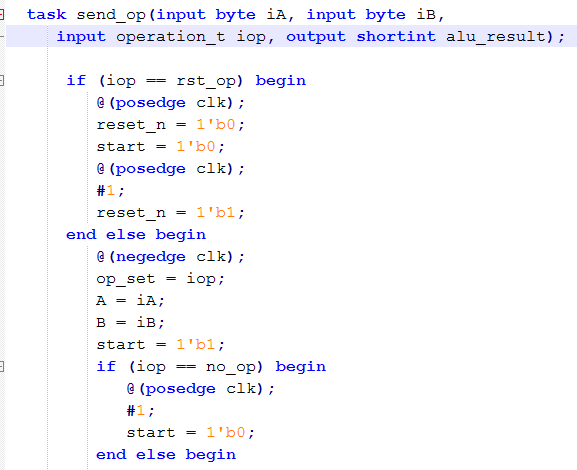 task send_op(input byte iA, input byte iB,
input operation_t iop, output shortint alu_result);
if (iop == rst_op) begin
@(posedge clk);
reset_n = 1'b0;
start = 1'b0;
@(posedge clk);
#1;
reset_n = 1'b1;
end else begin
@(negedge clk);
op_set = iop;
A = iA;
B = iB;
start = 1'b1;
if (iop == no_op) begin
@(posedge clk);
#1;
start = 1'b0;
end else begin